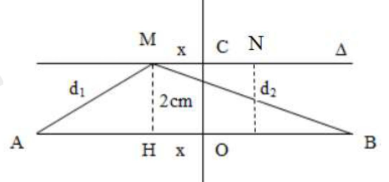 M x C N Δ
d₁ d₂
2cm
A H x O B